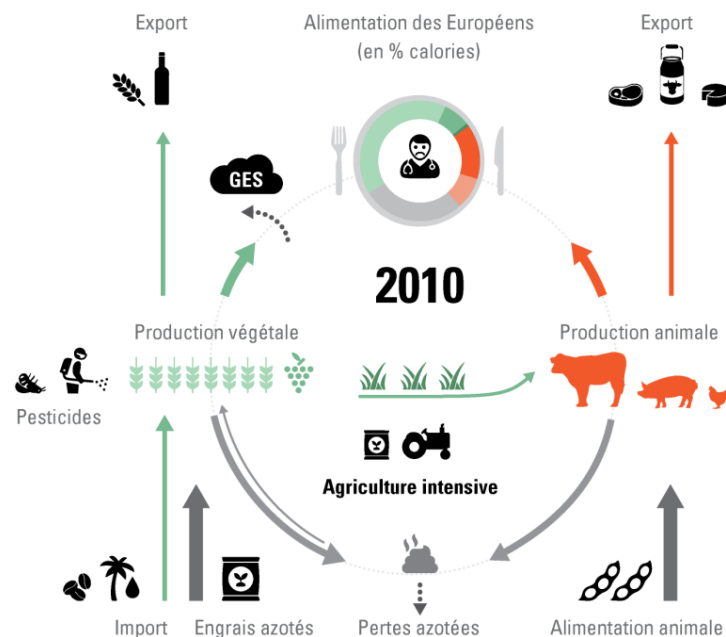 Export
Alimentation des Européens
(en % calories)
Export
GES
2010
Production végétale
Production animale
Pesticides
Agriculture intensive
Import
Engrais azotés
Pertes azotées
Alimentation animale